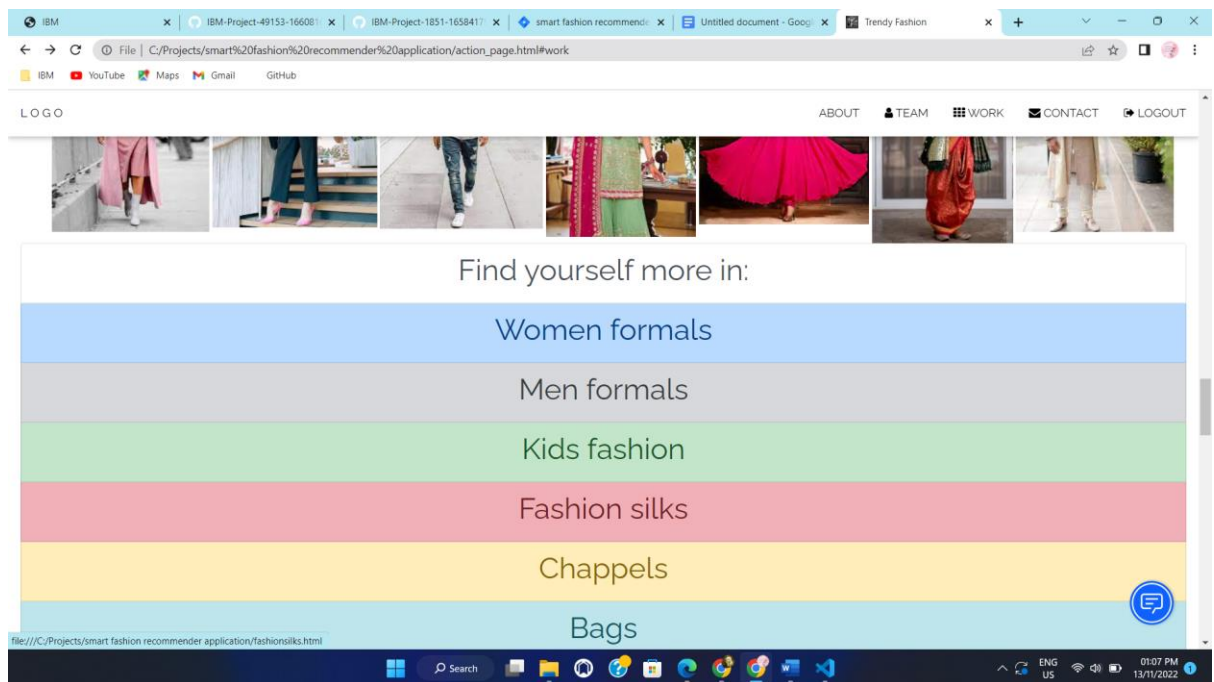 IBM
IBM-Project-49153-166081
IBM-Project-1851-1658417
smart fashion recommende
Untitled document - Googl
Trendy Fashion
File | C:/Projects/smart%20fashion%20recommender%20application/action_page.html#work
IBM YouTube Maps Gmail GitHub
LOGO
ABOUT TEAM WORK CONTACT LOGOUT
Find yourself more in:
Women formals
Men formals
Kids fashion
Fashion silks
Chappels
Bags
file:///C:/Projects/smart fashion recommender application/fashionsilks.html
Search
ENG
US
01:07 PM
13/11/2022
1